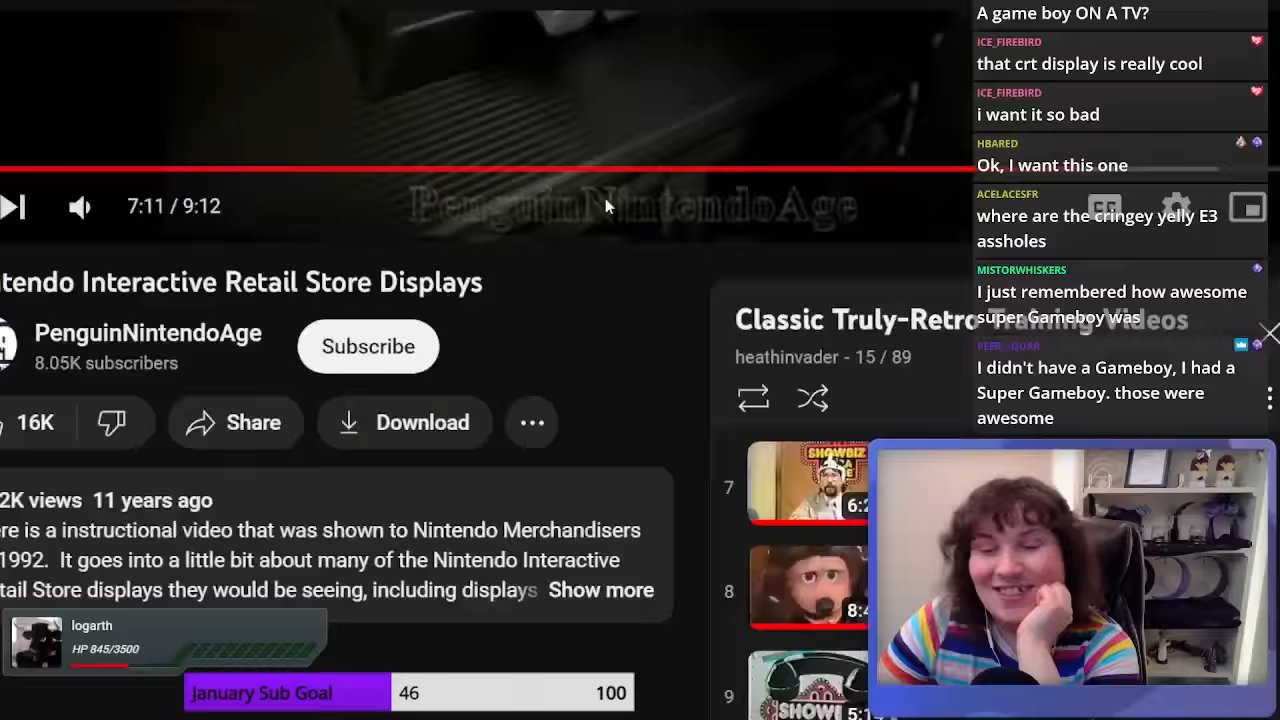 A game boy ON A TV?
ICE_FIREBIRD
that crt display is really cool
ICE_FIREBIRD
i want it so bad
HBARED
Ok, I want this one
ACELACESFR
where are the cringey yelly E3
assholes
MISTORWHISKERS
I just remembered how awesome
super Gameboy was
I didn't have a Gameboy, I had a
Super Gameboy. those were
awesome
7:11 / 9:12
PenguinNintendoAge
CC
ntendo Interactive Retail Store Displays
PenguinNintendoAge
8.05K subscribers
Subscribe
16K
Share
Download
2K views 11 years ago
re is a instructional video that was shown to Nintendo Merchandisers
1992. It goes into a little bit about many of the Nintendo Interactive
tail Store displays they would be seeing, including displays Show more
Classic Truly-Retro Training Videos
heathinvader - 15 / 89
7
SHOWBIZ
6:2
8
8:4
9
SHOWB
5:1
logarth
HP 845/3500
January Sub Goal
46
100